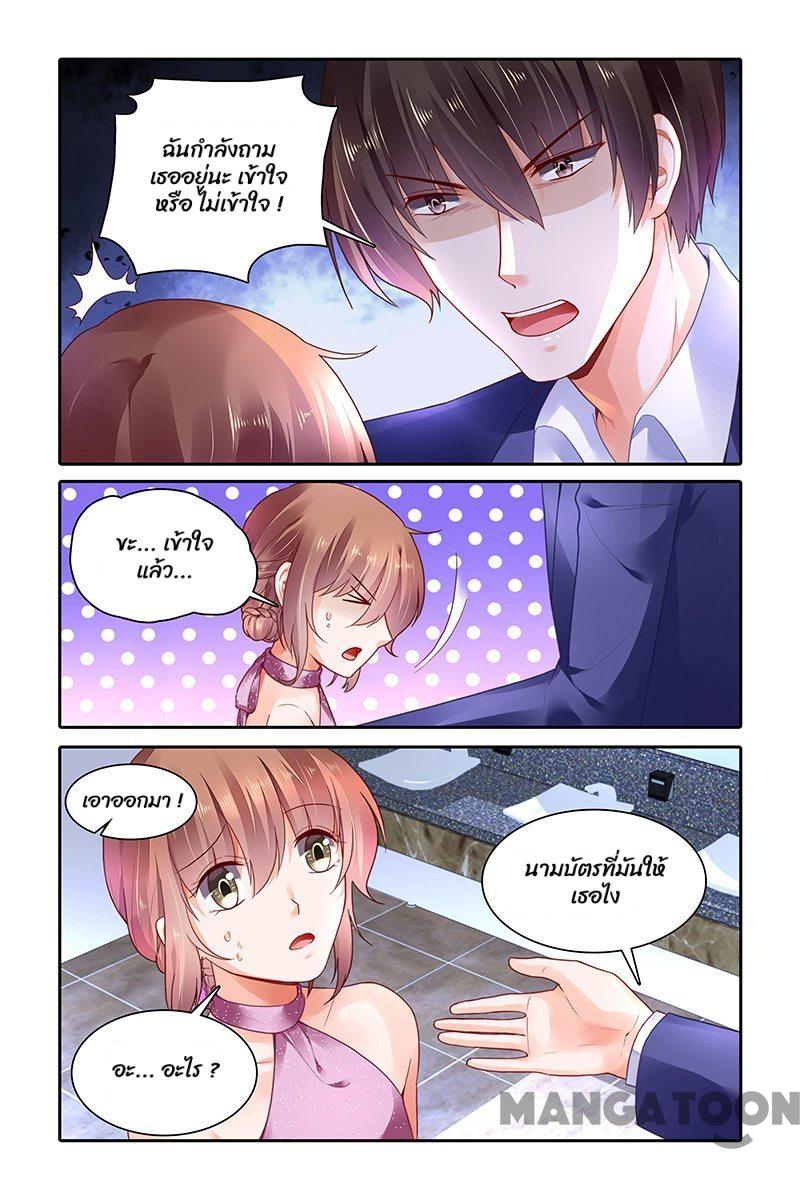 ฉันกำลังถาม
เธออยู่นะ เข้าใจ
หรือ ไม่เข้าใจ !
ขะ... เข้าใจ
แล้ว...
เอาออกมา !
อะ... อะไร ?
นามบัตรที่มันให้
เธอไง
MANGATOON